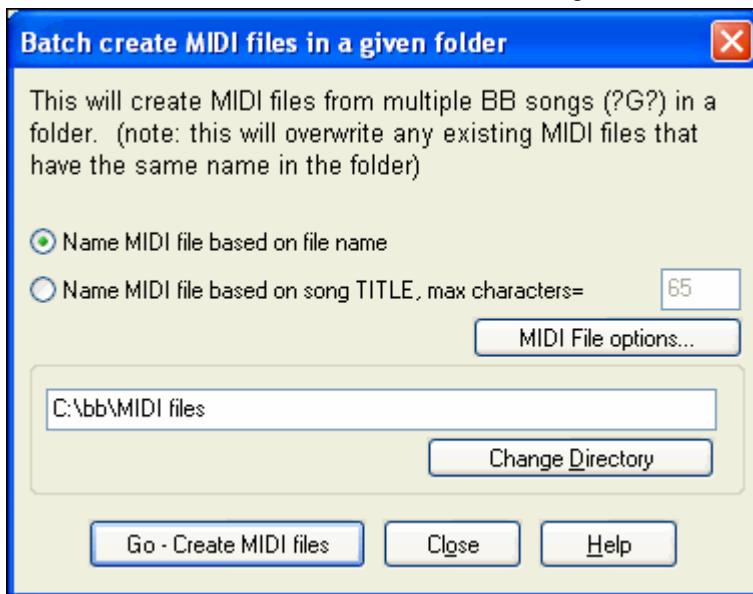 Batch create MIDI files in a given folder
This will create MIDI files from multiple BB songs (?G?) in a
folder. (note: this will overwrite any existing MIDI files that
have the same name in the folder)
Name MIDI file based on file name
Name MIDI file based on song TITLE, max characters= 65
MIDI File options...
C:\bb\MIDI files
Change Directory
Go - Create MIDI files Close Help